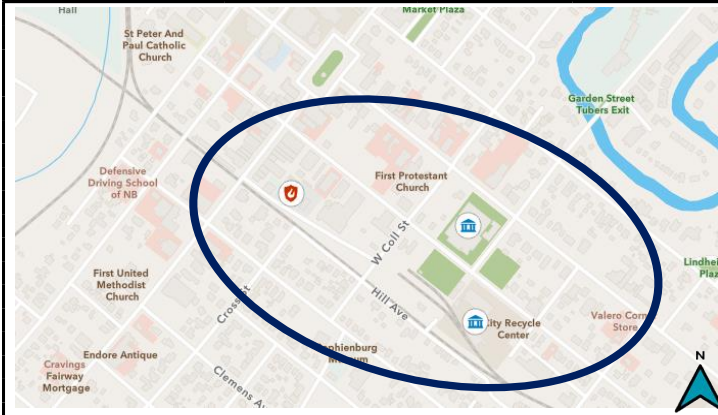 Hall
Market Plaza
St Peter And
Paul Catholic
Church
Garden Street
Tubers Exit
Defensive
Driving School
of NB
First Protestant
Church
W Coll St
First United
Methodist
Church
Cross St
Hill Ave
Lindhei
Plaz
Valero Corn
Store
City Recycle
Center
ophienburg
Museum
Endore Antique
Cravings
Fairway
Mortgage
Clemens Av
N